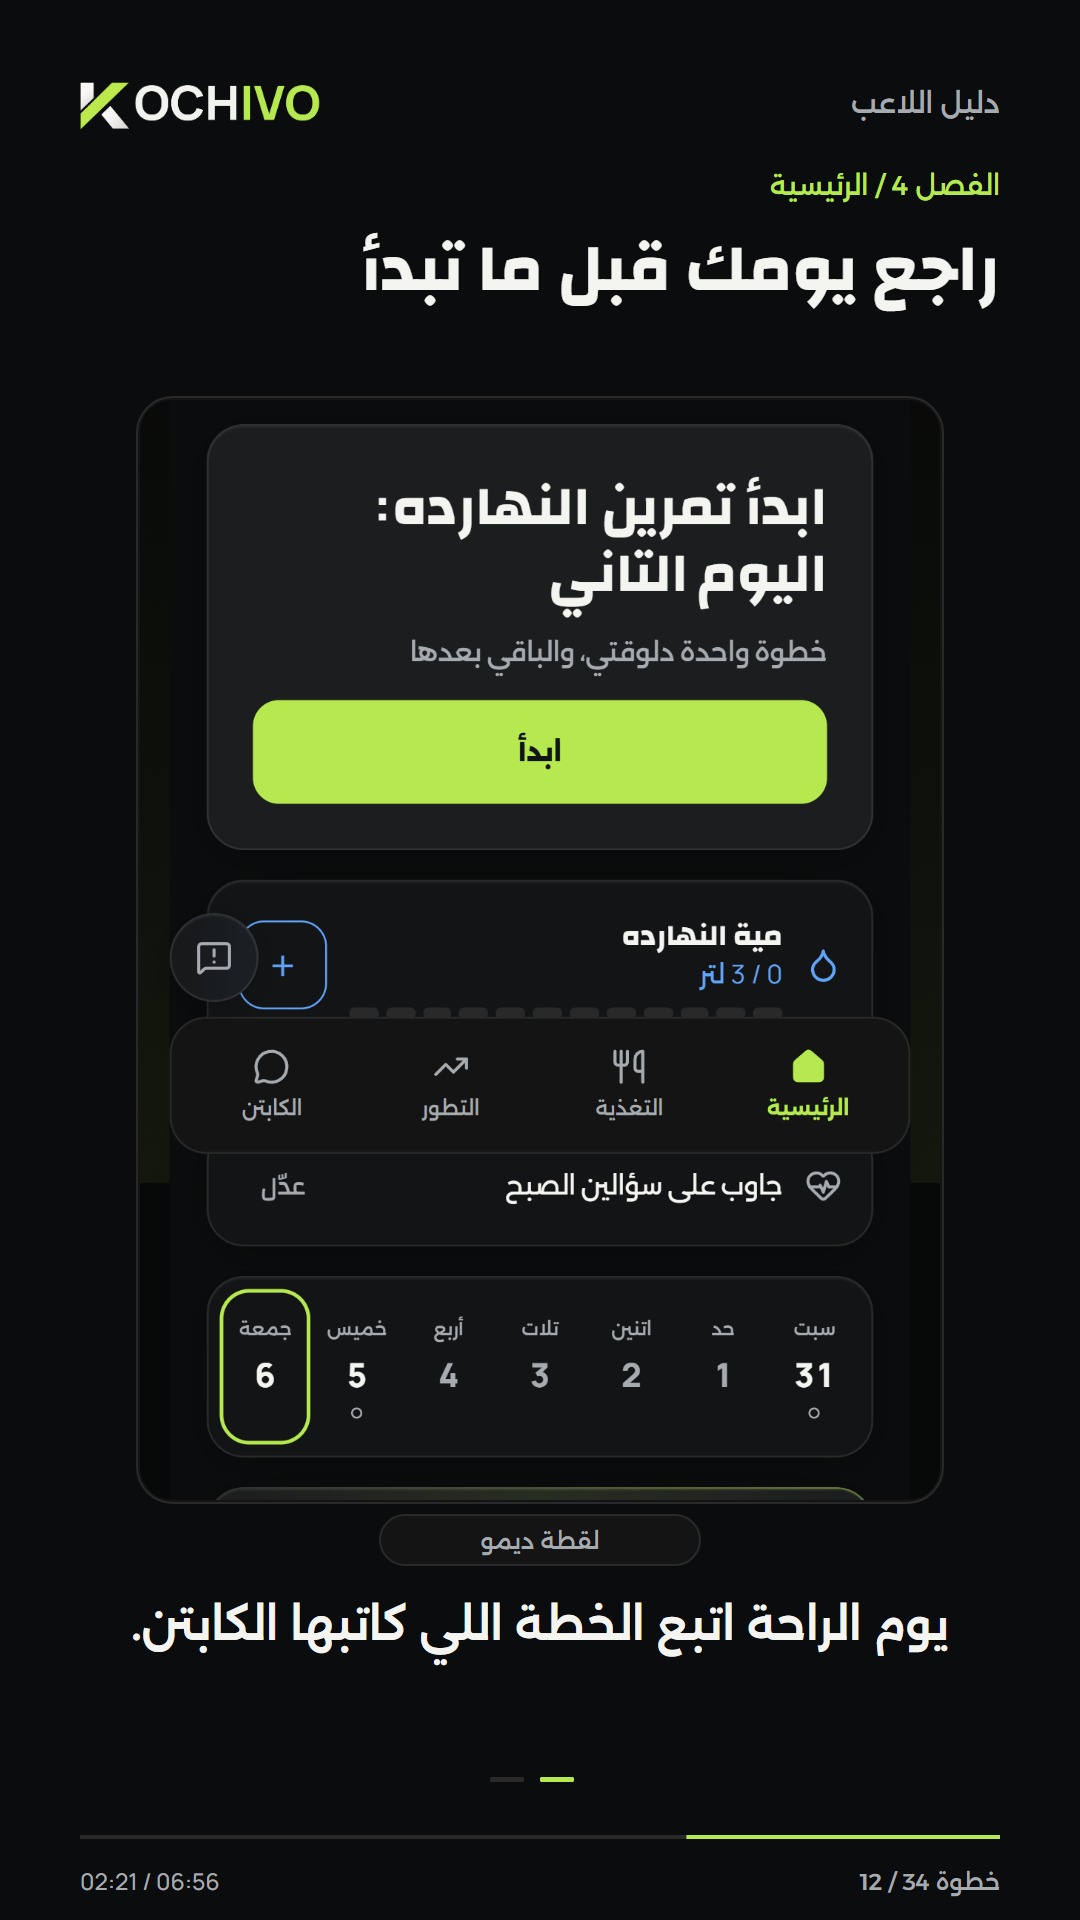 KOCHIVO
دليل اللاعب
الفصل 4 / الرئيسية
راجع يومك قبل ما تبدأ
ابدأ تمرين النهارده:
اليوم التاني
خطوة واحدة دلوقتي، والباقي بعدها
ابدأ
مية النهارده
0 / 3 لتر
+
الرئيسية
التغذية
التطور
الكابتن
جاوب على سؤالين الصبح
عدّل
سبت حد اتنين تلات أربع خميس جمعة
31 1 2 3 4 5 6
لقطة ديمو
يوم الراحة اتبع الخطة اللي كاتبها الكابتن.
خطوة 12 / 34
02:21 / 06:56